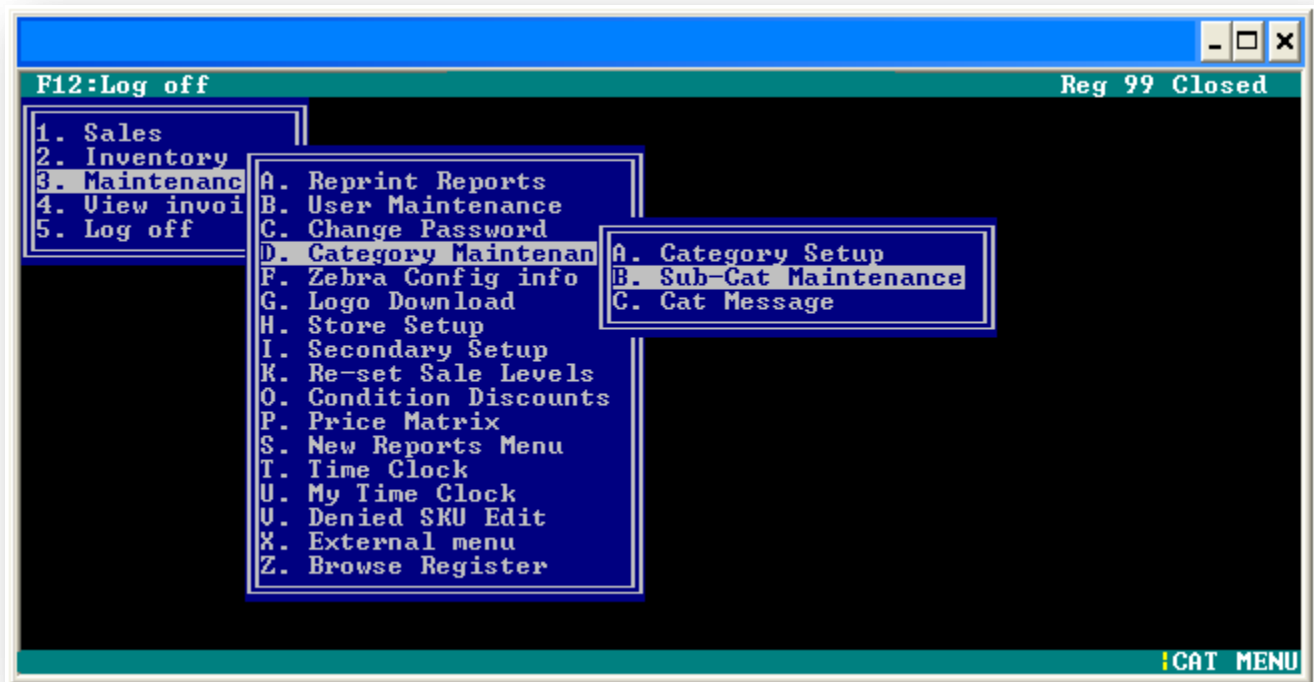 F12:Log off Reg 99 Closed
1. Sales
2. Inventory
3. Maintenanc
4. View invoi
5. Log off
A. Reprint Reports
B. User Maintenance
C. Change Password
D. Category Maintenan
F. Zebra Config info
G. Logo Download
H. Store Setup
I. Secondary Setup
K. Re-set Sale Levels
O. Condition Discounts
P. Price Matrix
S. New Reports Menu
T. Time Clock
U. My Time Clock
V. Denied SKU Edit
X. External menu
Z. Browse Register
A. Category Setup
B. Sub-Cat Maintenance
C. Cat Message
CAT MENU